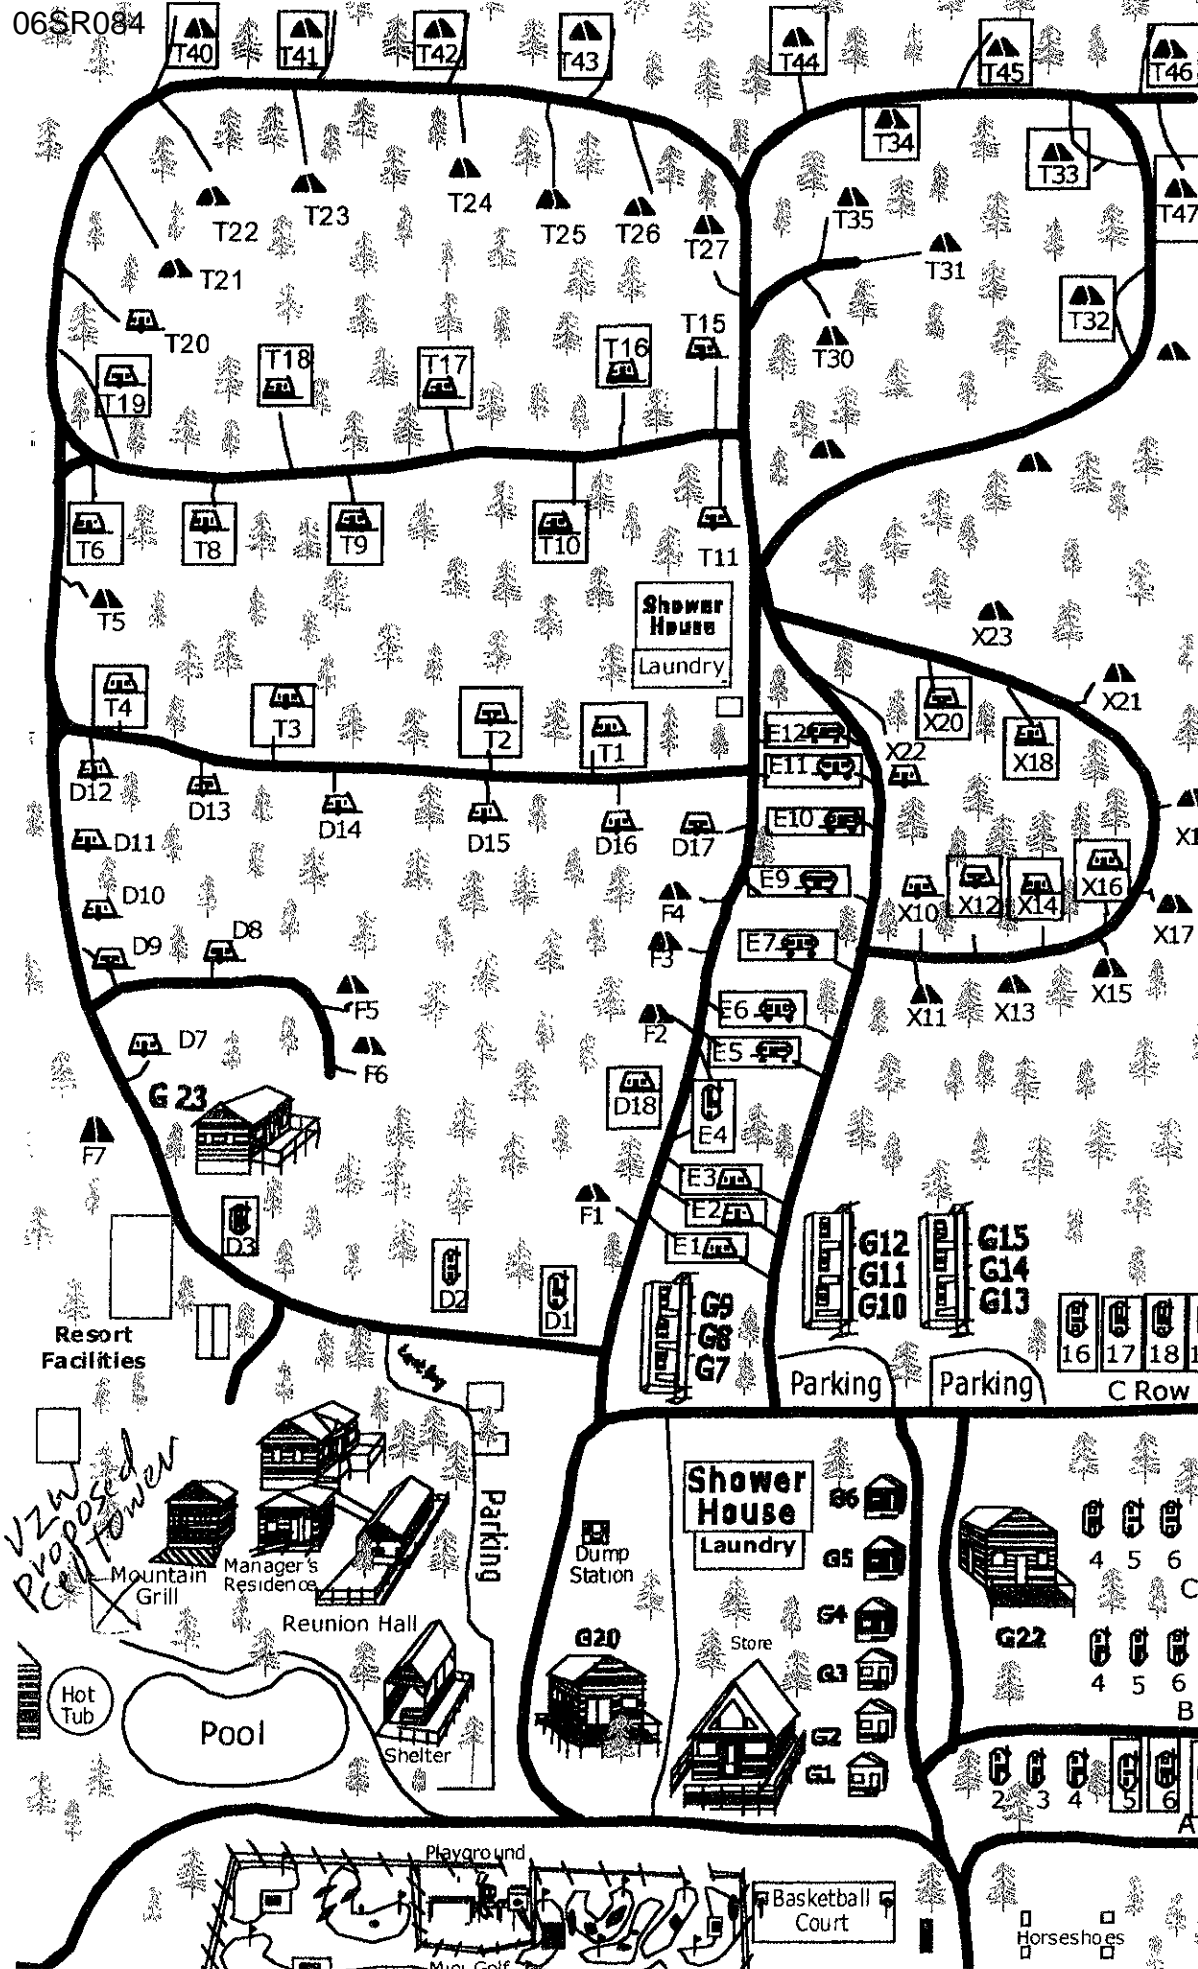 06SR084
T40 T41 T42 T43 T44 T45 T46
T34
T33
T22 T23 T24 T25 T26 T27 T35 T47
T21 T31
T20 T19 T18 T17 T16 T15 T30 T32
T6 T8 T9 T10 T11
T5
Shower
House
Laundry
X23
T4 T3 T2 T1 X20 X21
E12 X22 X18
E11
D12 D13 D14 D15 D16 D17 E10
D11
D10 E9 X10 X12 X14 X16
F4
D9 D8 F3 E7 X17
F5 F2 E6 X11 X13 X15
D7 F6 E5
G 23 D18 E4
F7
E3
F1 E2
D3 E1
D2 D1
G12
G11
G10
G15
G14
G13
G9
G8
G7
16 17 18
C Row
Resort
Facilities
Parking Parking
VZW
Proposed
Cell Tower
Mountain
Grill
Manager's
Residence
Reunion Hall
Parking
Dump
Station
Shower
House
Laundry
G6
G5
G4
G3
G2
G1
4 5 6
C
G22
4 5 6
B
G20
Store
Hot
Tub
Pool
Shelter
2 3 4 5 6
A
Playground
Mini Golf
Basketball
Court
Horseshoes